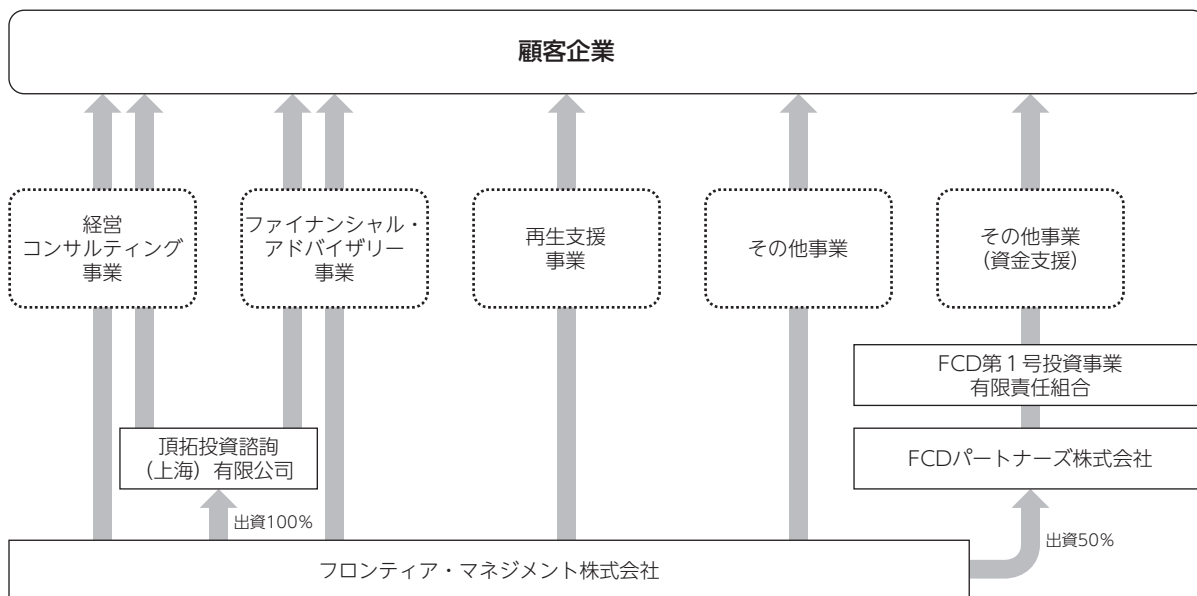 顧客企業
経営
コンサルティング
事業
ファイナンシャル・
アドバイザリー
事業
再生支援
事業
その他事業
その他事業
(資金支援)
FCD第1号投資事業
有限責任組合
頂拓投資諮詢
(上海)有限公司
FCDパートナーズ株式会社
出資100%
出資50%
フロンティア・マネジメント株式会社